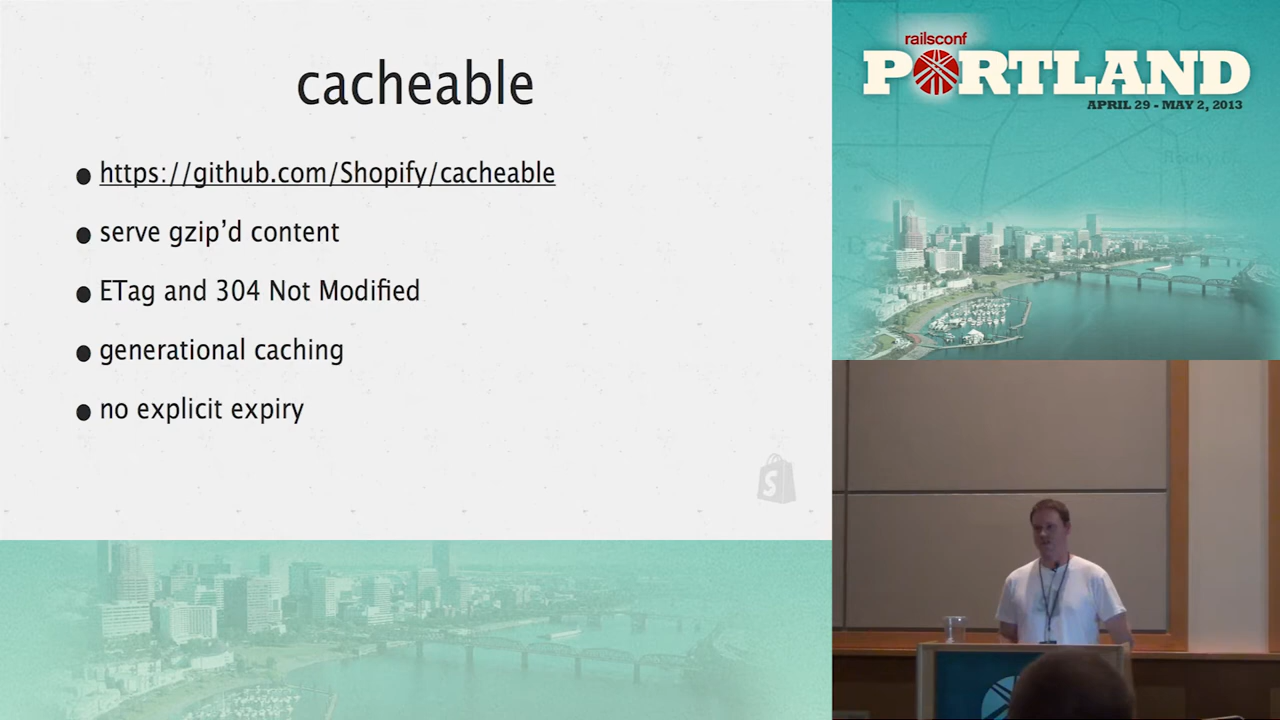 cacheable
https://github.com/Shopify/cacheable
serve gzip’d content
ETag and 304 Not Modified
generational caching
no explicit expiry
S
railsconf
PORTLAND
APRIL 29 - MAY 2, 2013